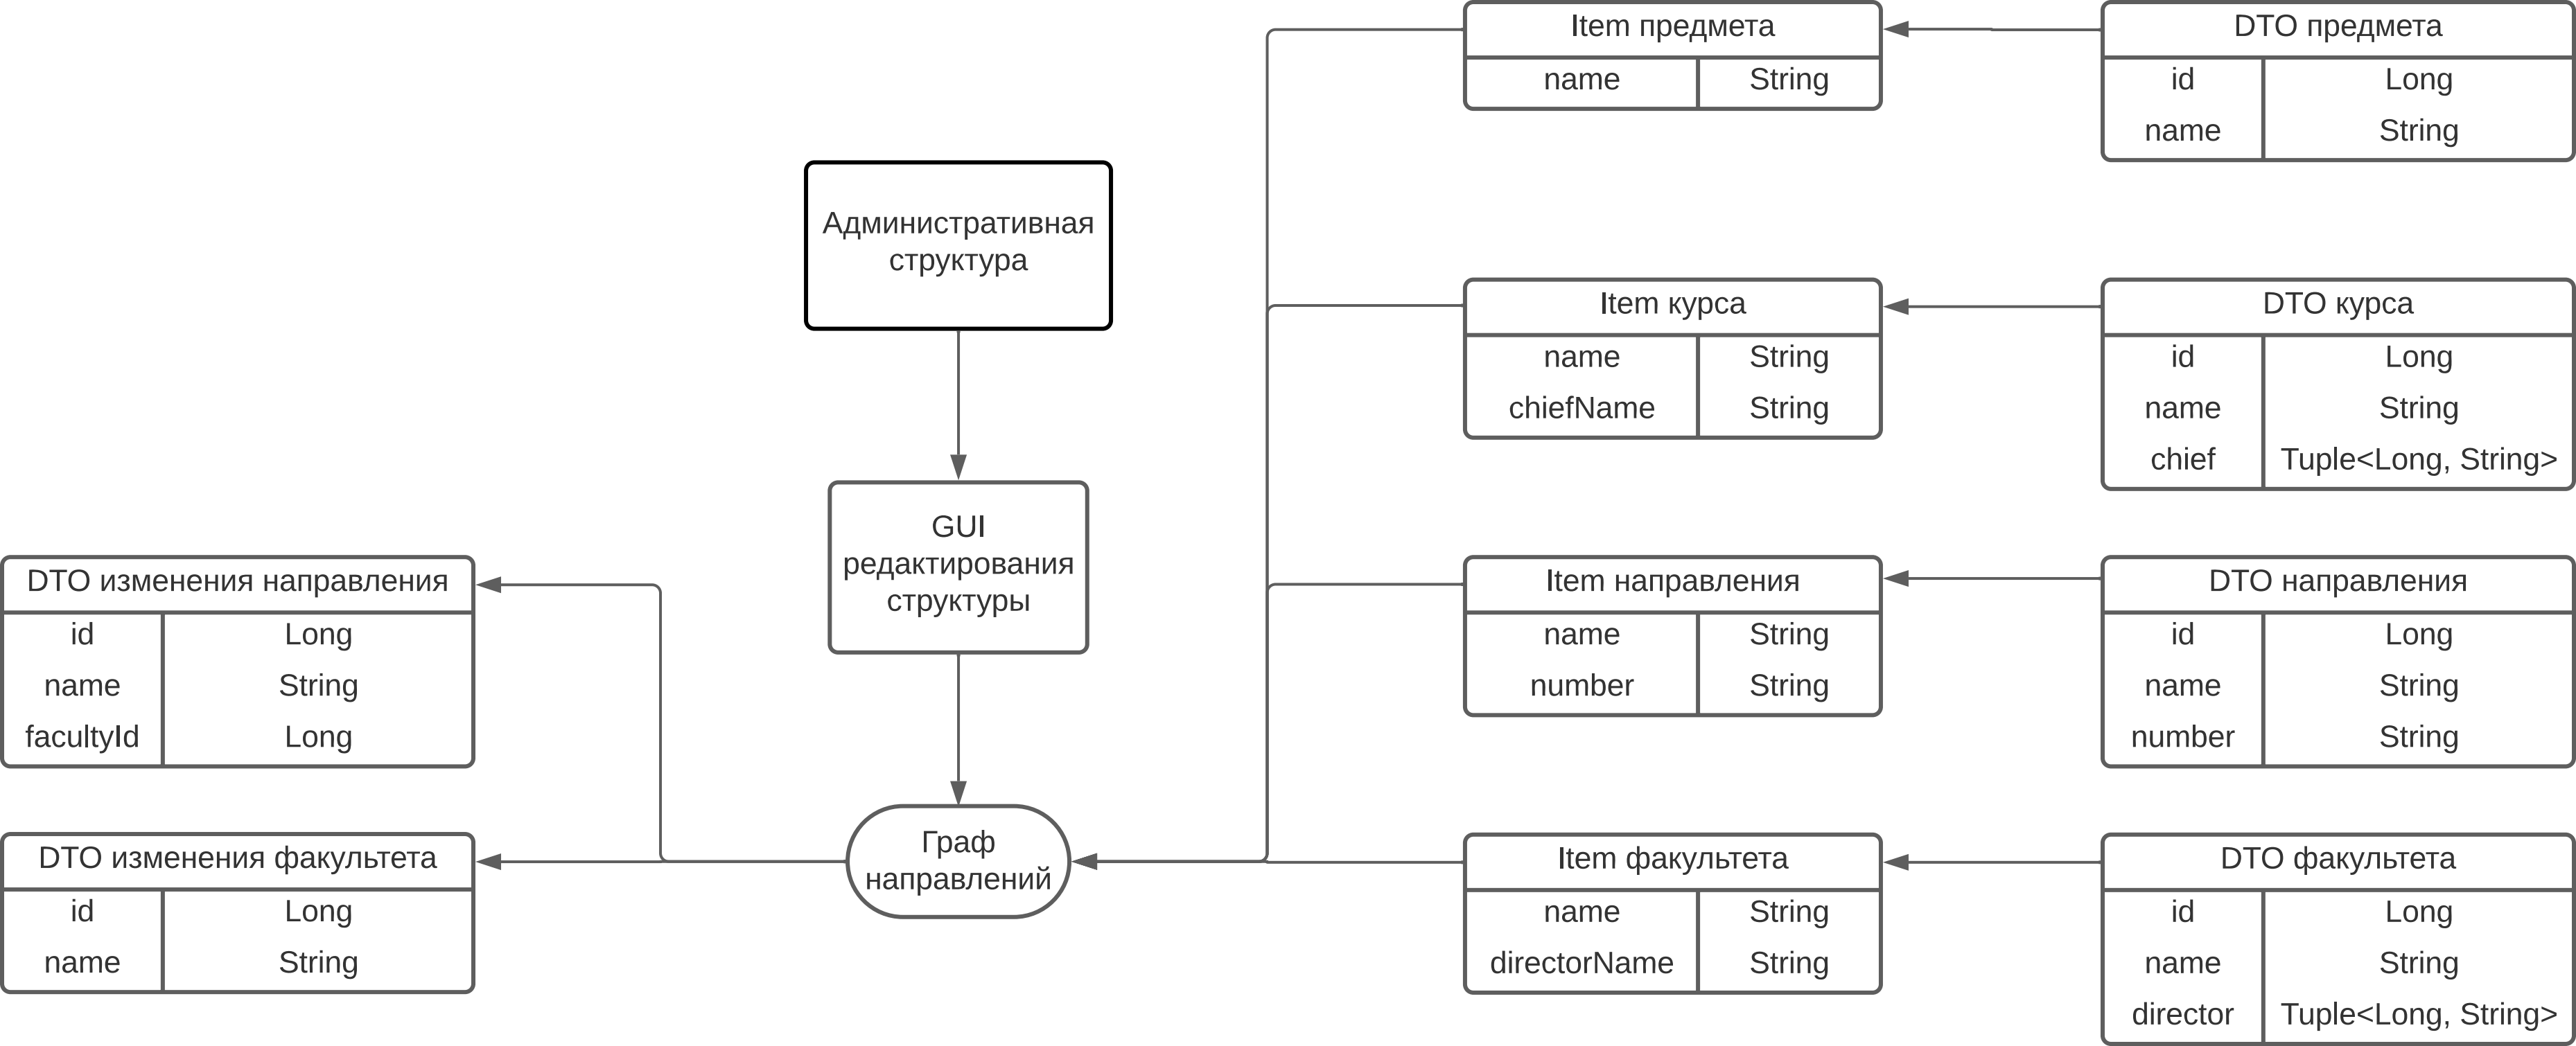 Item предмета
name String
DTO предмета
id Long
name String
Административная
структура
Item курса
name String
chiefName String
DTO курса
id Long
name String
chief Tuple<Long, String>
GUI
редактирования
структуры
DTO изменения направления
id Long
name String
facultyId Long
Item направления
name String
number String
DTO направления
id Long
name String
number String
DTO изменения факультета
id Long
name String
Граф
направлений
Item факультета
name String
directorName String
DTO факультета
id Long
name String
director Tuple<Long, String>